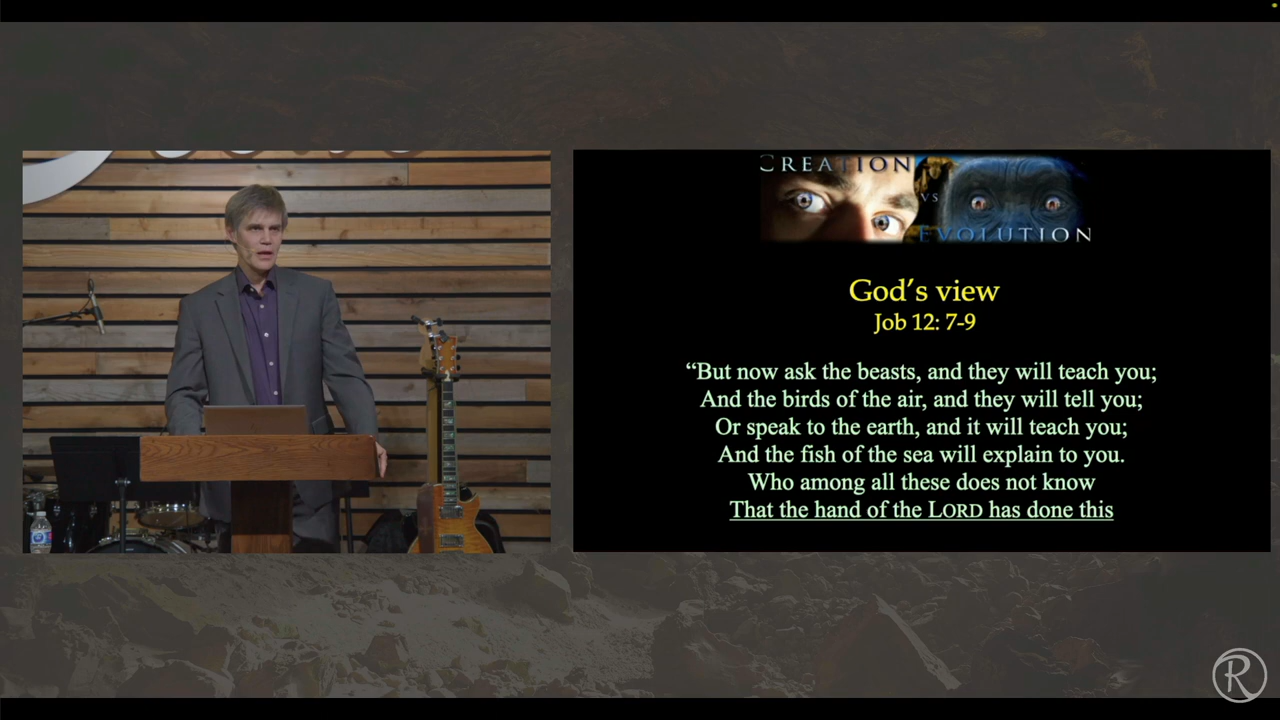 CREATION
VS
EVOLUTION
God's view
Job 12: 7-9
“But now ask the beasts, and they will teach you;
And the birds of the air, and they will tell you;
Or speak to the earth, and it will teach you;
And the fish of the sea will explain to you.
Who among all these does not know
That the hand of the LORD has done this
R